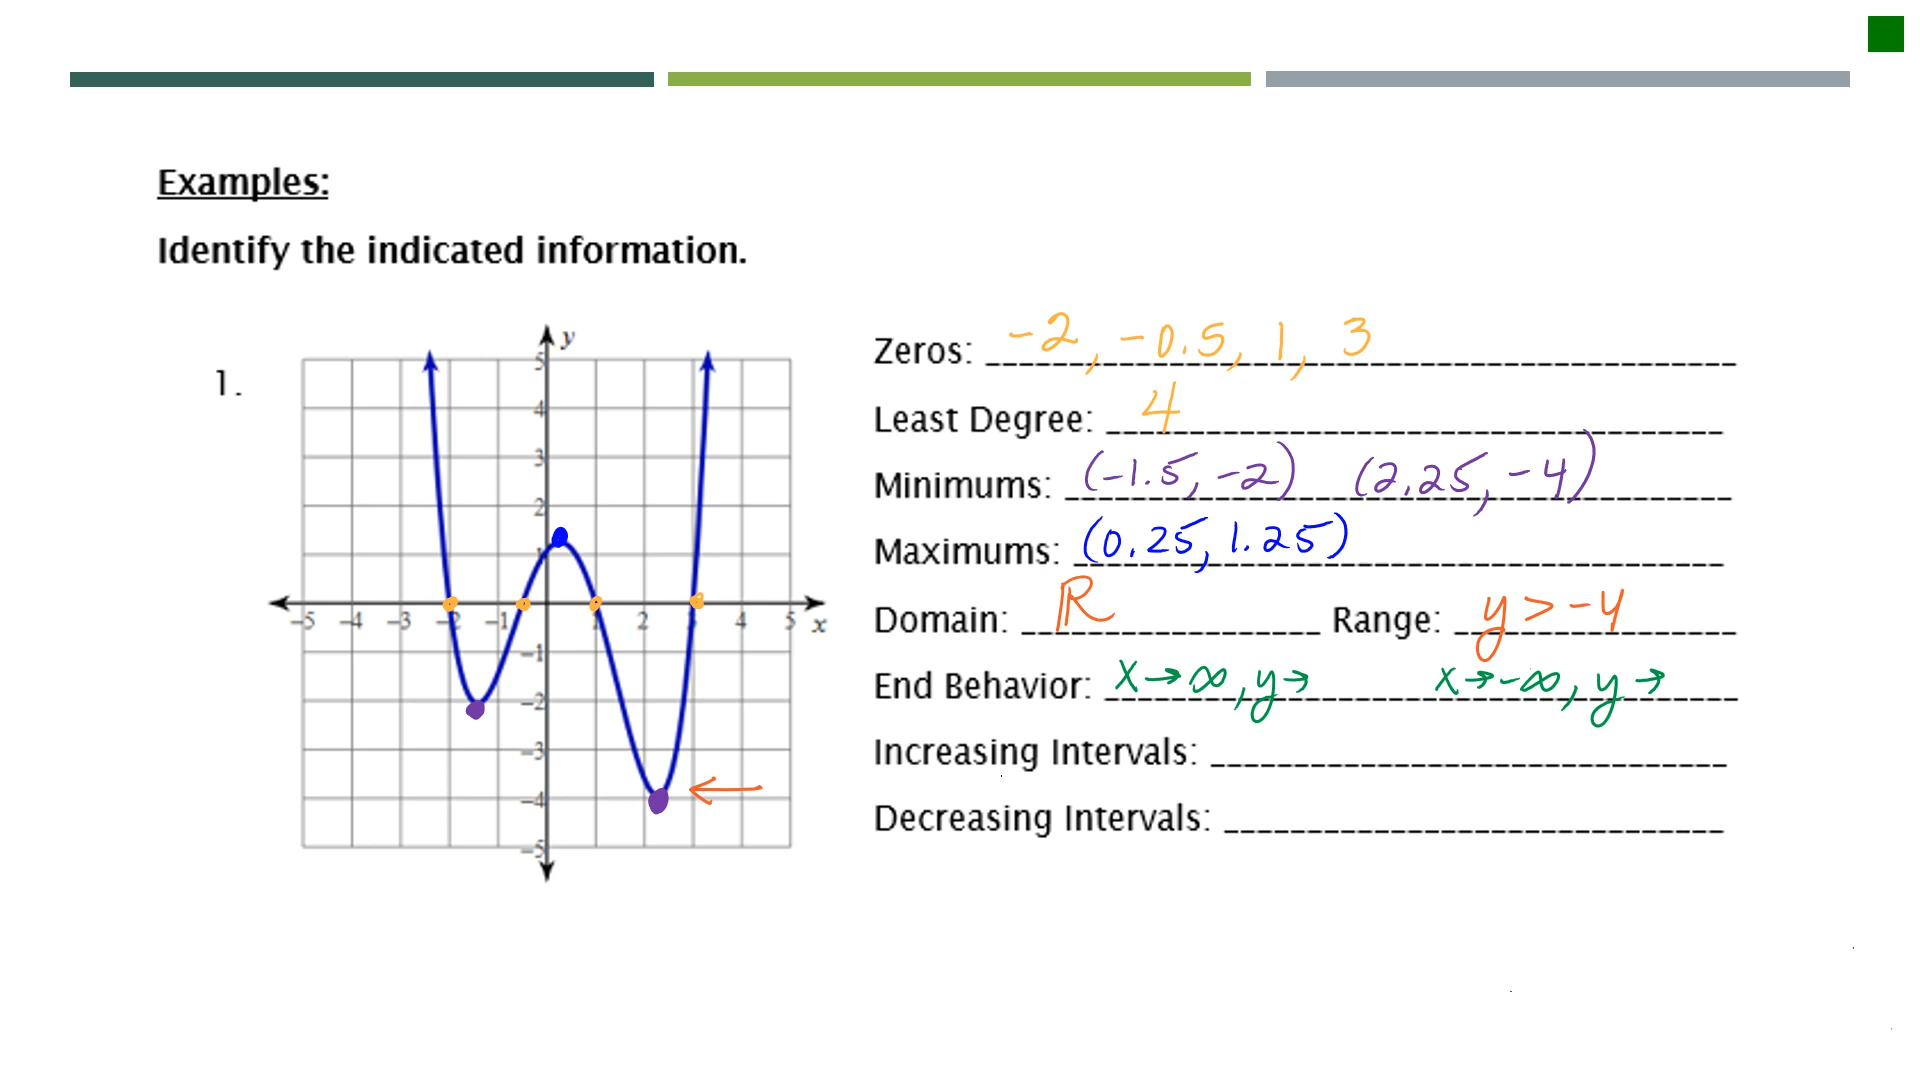 Examples:
Identify the indicated information.
1.
y
5
4
3
2
1
-5 -4 -3 -2 -1 1 2 4 5 x
-1
-2
-3
-4
-5
Zeros: -2, -0.5, 1, 3
Least Degree: 4
Minimums: (-1.5, -2) (2.25, -4)
Maximums: (0.25, 1.25)
Domain: ℝ Range: y > -4
End Behavior: x→∞, y→ x→-∞, y→
Increasing Intervals:
Decreasing Intervals: